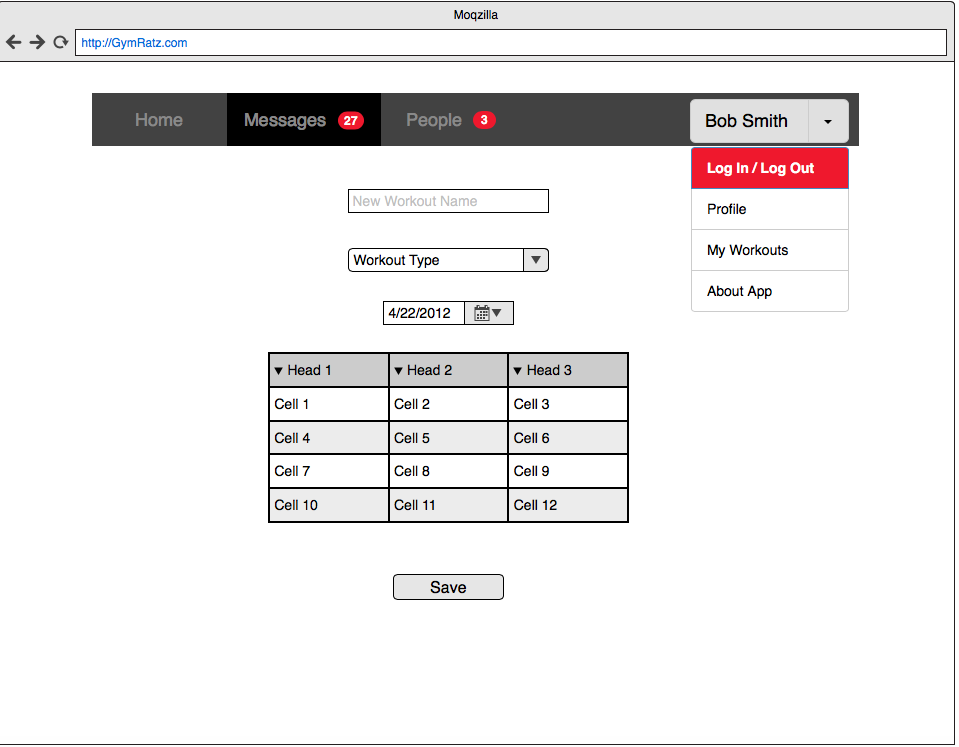 Moqzilla
http://GymRatz.com
Home Messages 27 People 3 Bob Smith
Log In / Log Out
Profile
My Workouts
About App
New Workout Name
Workout Type
4/22/2012
Head 1 Head 2 Head 3
Cell 1 Cell 2 Cell 3
Cell 4 Cell 5 Cell 6
Cell 7 Cell 8 Cell 9
Cell 10 Cell 11 Cell 12
Save